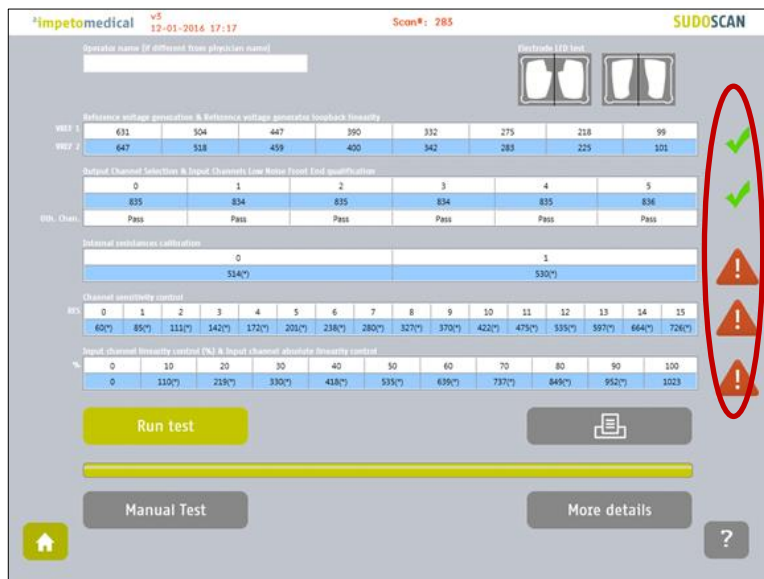 ²impetomedical
v3
12-01-2016 17:17
Scan#: 283
SUDOSCAN
Operator name (if different from physician name)
Electrode LED test
Reference voltage generation & Reference voltage generator loopback linearity
VREF 1 631 504 447 390 332 275 218 99
VREF 2 647 518 459 400 342 283 225 101
Output Channel Selection & Input Channels Low Noise Front End qualification
0 1 2 3 4 5
835 834 835 834 835 836
Oth. Chan. Pass Pass Pass Pass Pass Pass
Internal resistances calibration
0 1
514(*) 530(*)
Channel sensitivity control
RES 0 1 2 3 4 5 6 7 8 9 10 11 12 13 14 15
60(*) 85(*) 111(*) 142(*) 172(*) 201(*) 238(*) 280(*) 327(*) 370(*) 422(*) 475(*) 535(*) 597(*) 664(*) 726(*)
Input channel linearity control (%) & Input channel absolute linearity control
% 0 10 20 30 40 50 60 70 80 90 100
0 110(*) 219(*) 330(*) 418(*) 535(*) 639(*) 737(*) 849(*) 952(*) 1023
Run test
Manual Test
More details
?